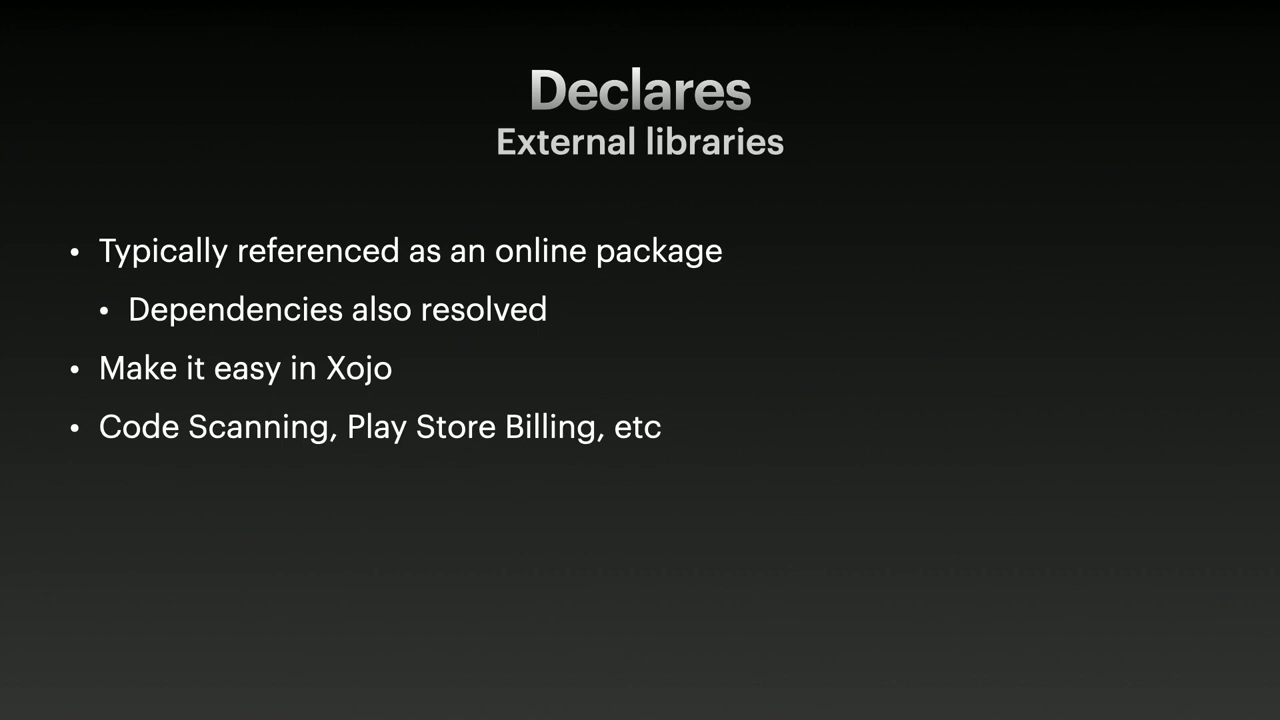 Declares
External libraries
• Typically referenced as an online package
• Dependencies also resolved
• Make it easy in Xojo
• Code Scanning, Play Store Billing, etc